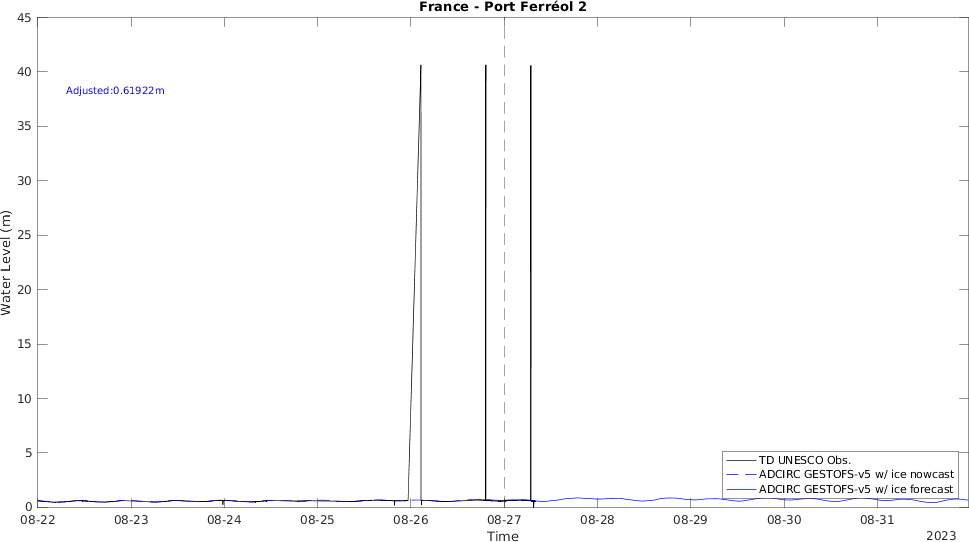 France - Port Ferréol 2
45
40
35
30
25
20
15
10
5
0
Water Level (m)
Adjusted:0.61922m
TD UNESCO Obs.
ADCIRC GESTOFS-v5 w/ ice nowcast
ADCIRC GESTOFS-v5 w/ ice forecast
08-22 08-23 08-24 08-25 08-26 08-27 08-28 08-29 08-30 08-31
Time
2023